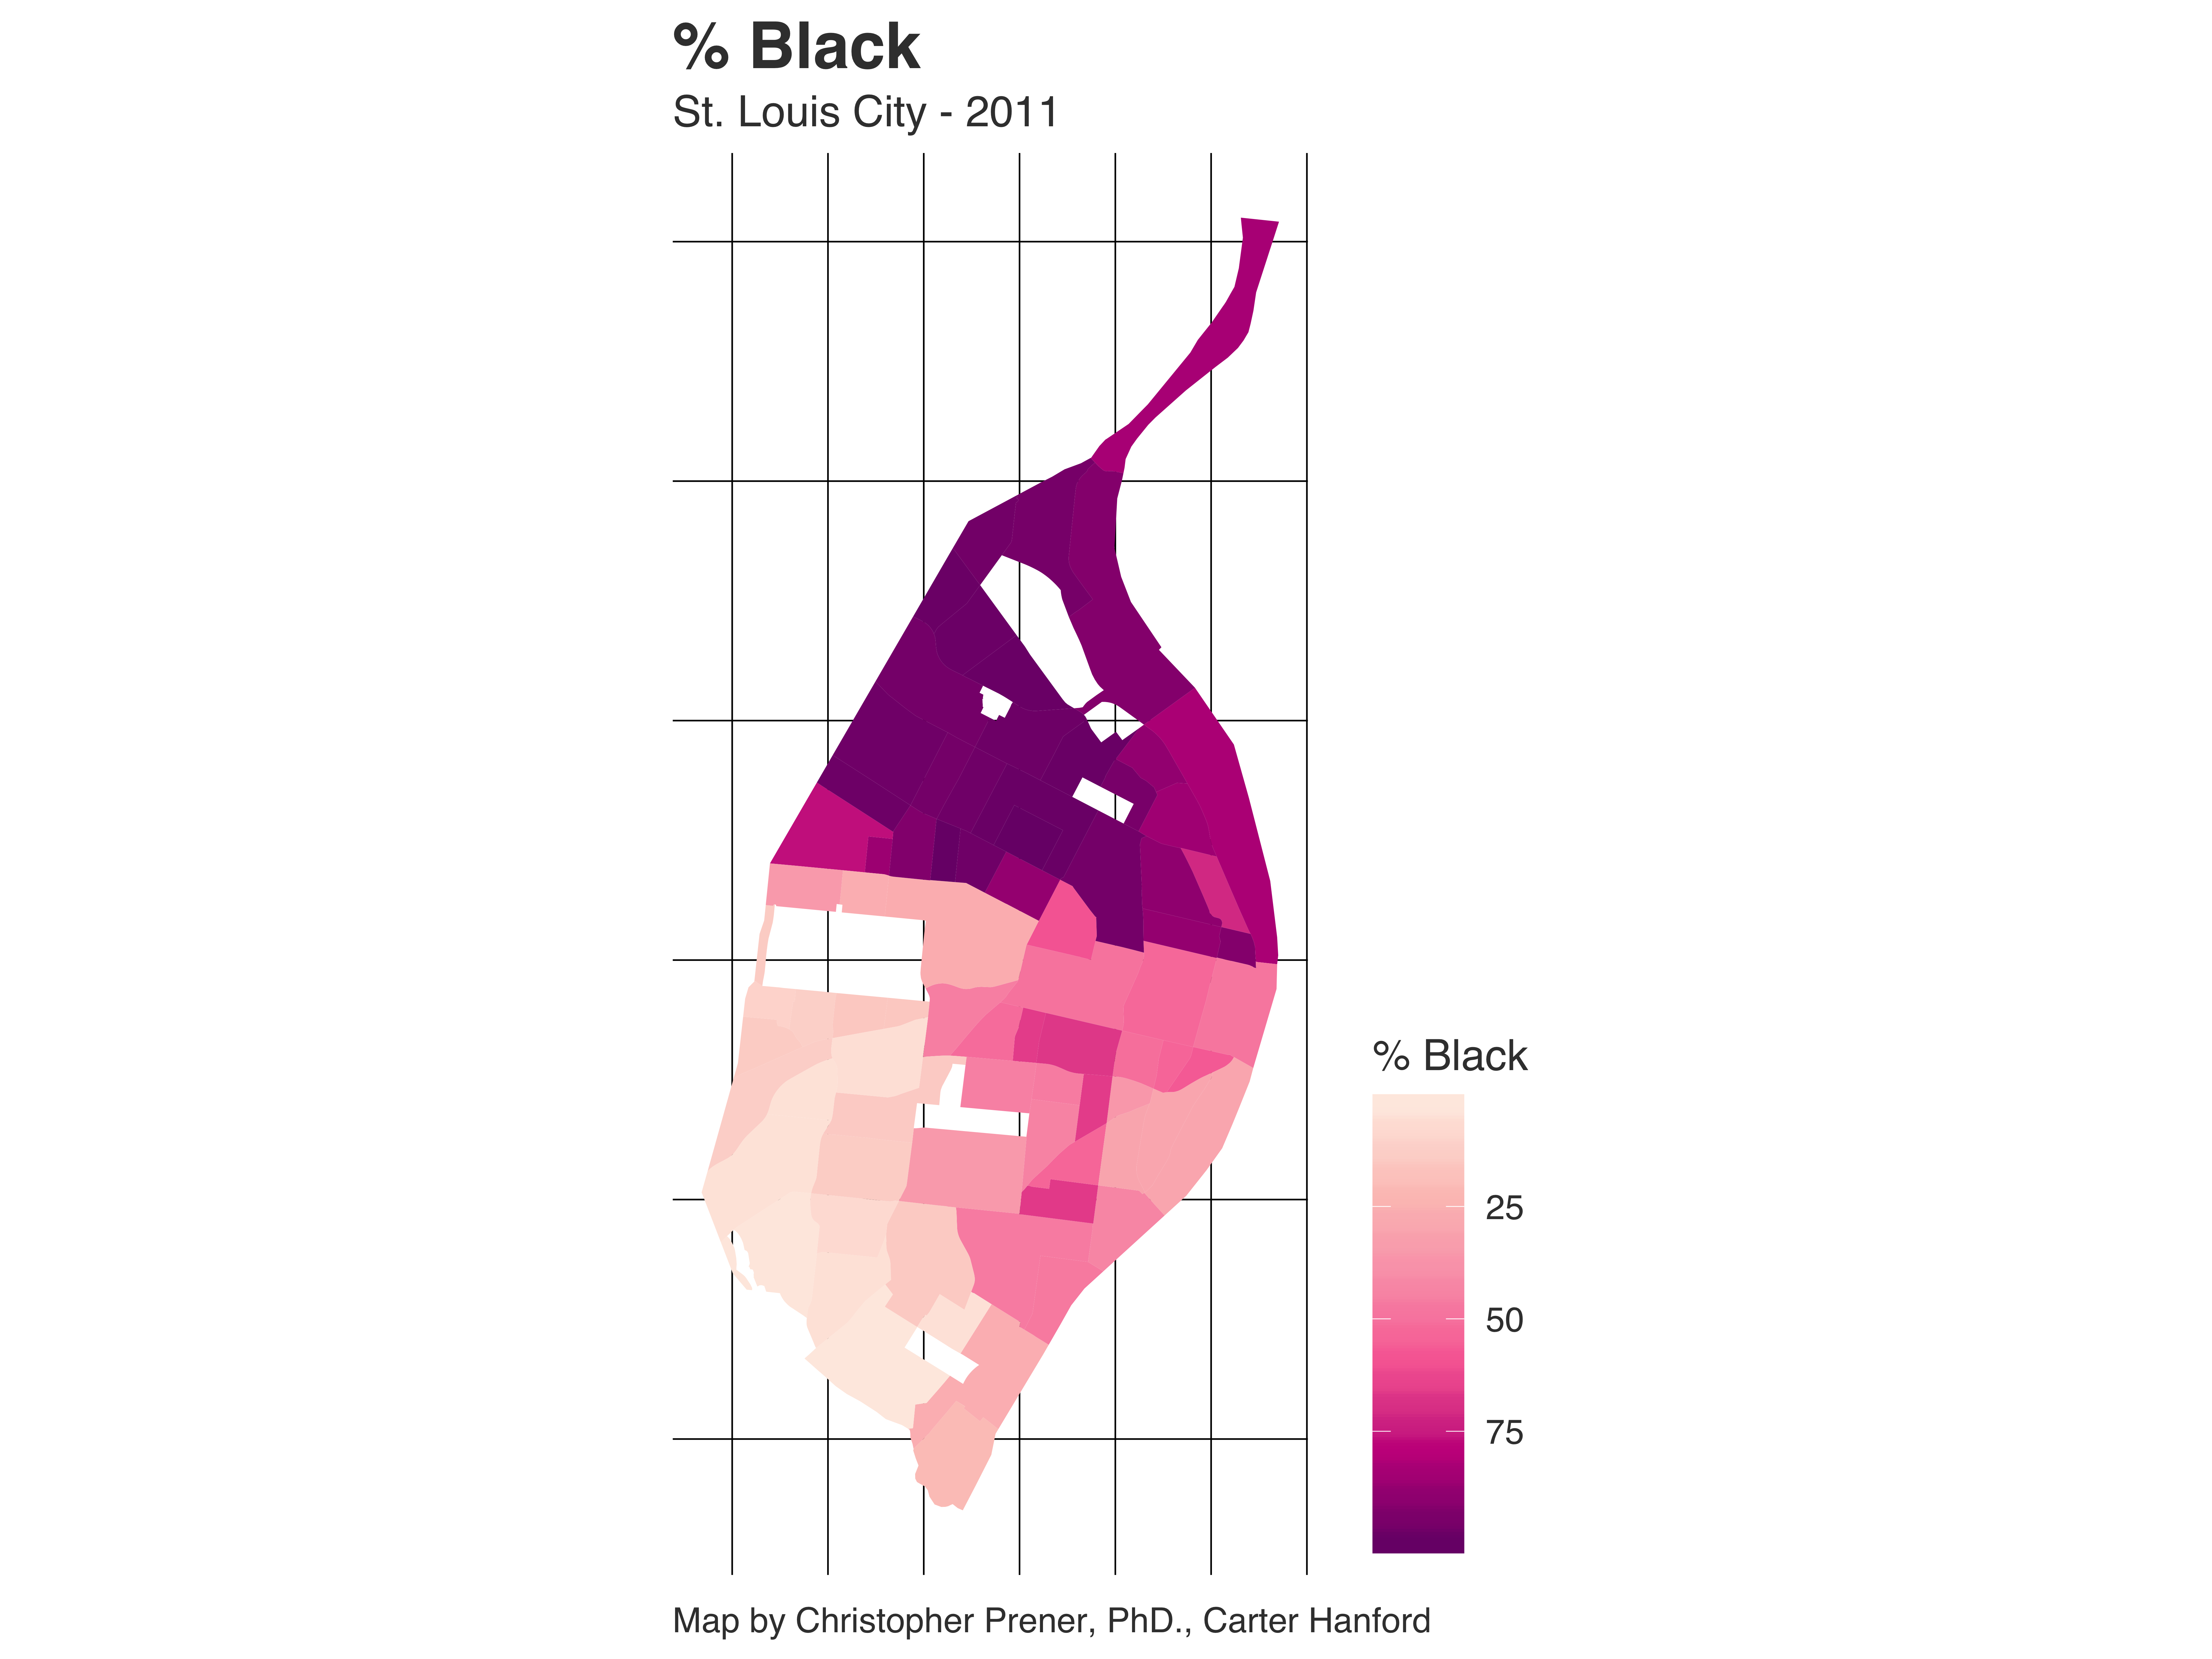 % Black
St. Louis City - 2011
% Black
25
50
75
Map by Christopher Prener, PhD., Carter Hanford